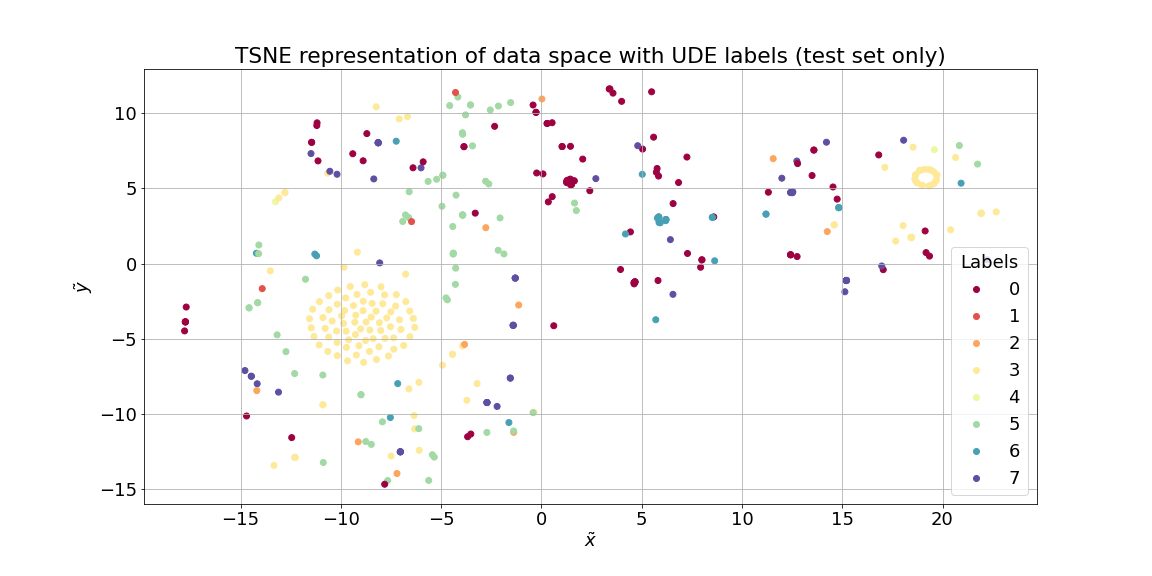 TSNE representation of data space with UDE labels (test set only)
10
5
0
−5
−10
−15
ỹ
−15 −10 −5 0 5 10 15 20
x̃
Labels
0
1
2
3
4
5
6
7